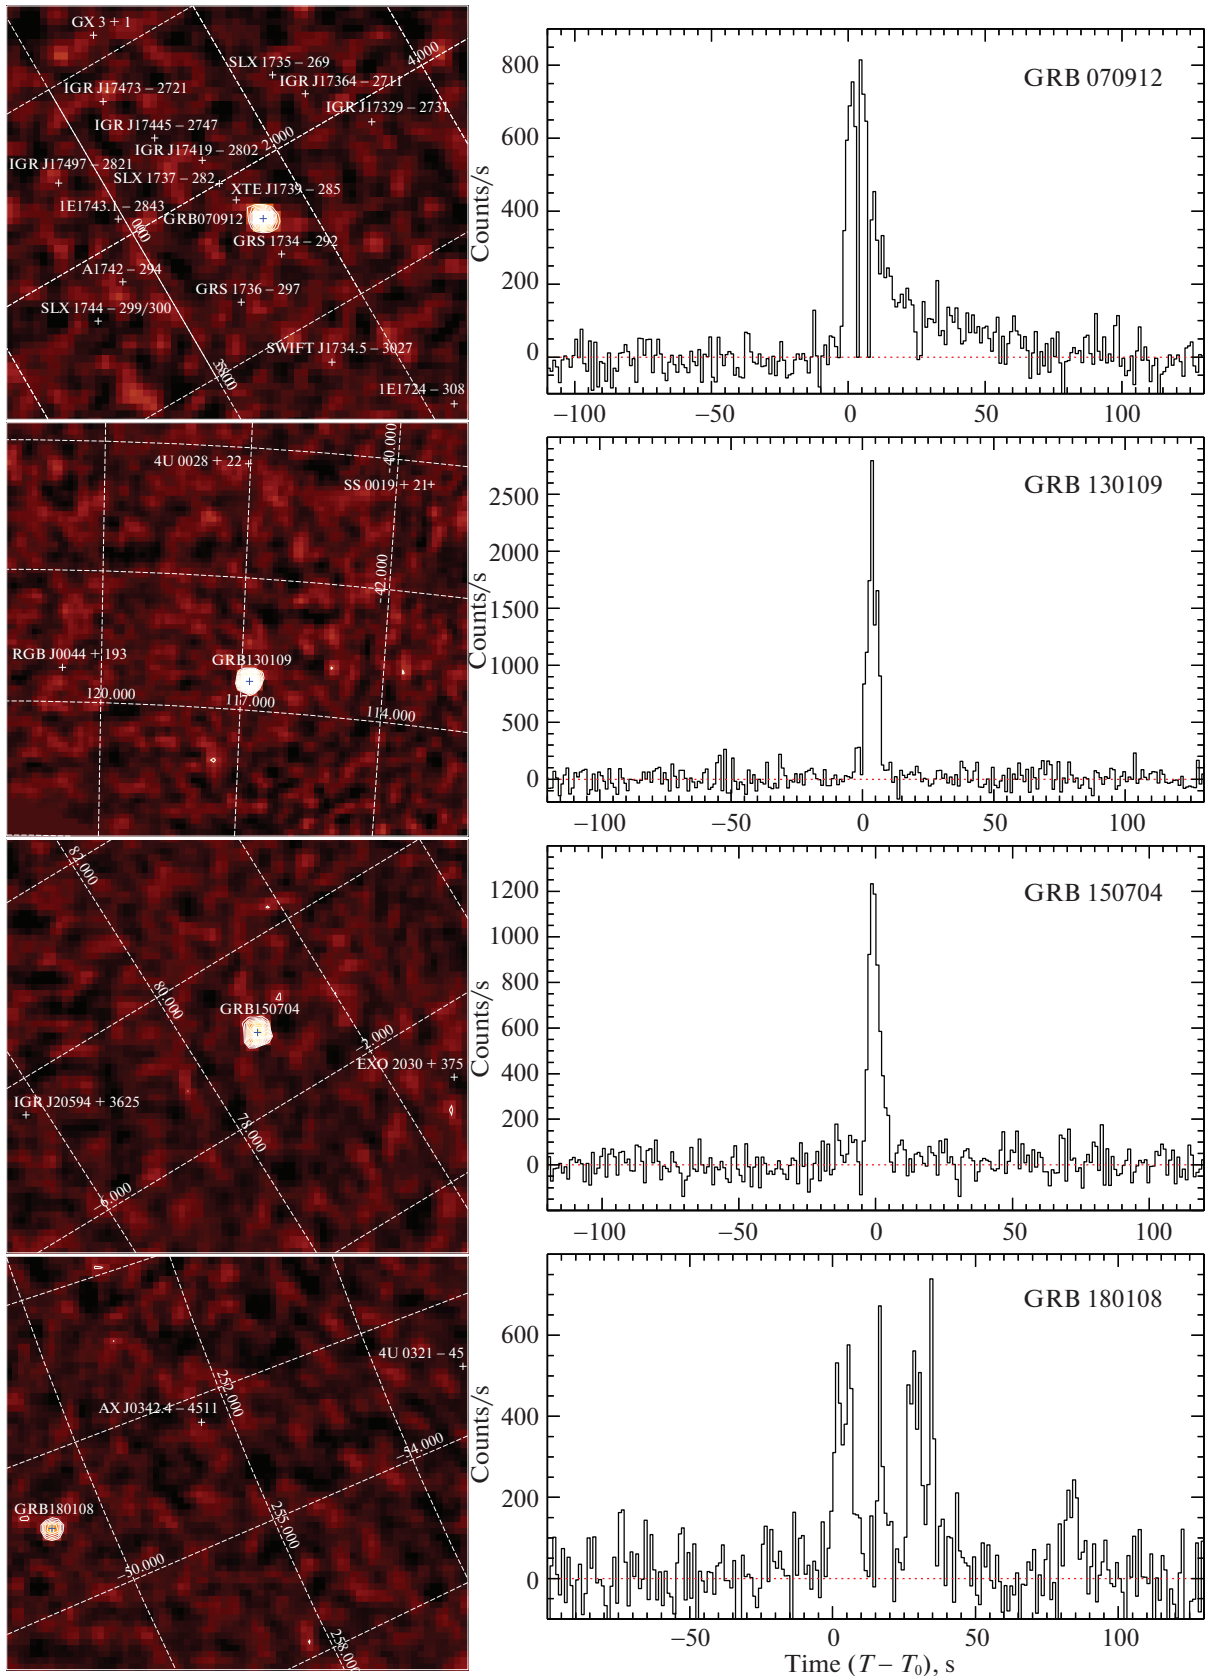 GX 3 + 1
4.000
SLX 1735 – 269
IGR J17364 – 2711
IGR J17473 – 2721
IGR J17329 – 2731
IGR J17445 – 2747
2.000
IGR J17419 – 2802
IGR J17497 – 2821
SLX 1737 – 282
XTE J1739 – 285
1E1743.1 – 2843
GRB070912
GRS 1734 – 292
A1742 – 294
GRS 1736 – 297
SLX 1744 – 299/300
SWIFT J1734.5 – 3027
1E1724 – 308
GRB 070912
Counts/s
800
600
400
200
0
−100
−50
0
50
100
4U 0028 + 22
−40.000
SS 0019 + 21
−42.000
RGB J0044 + 193
GRB130109
120.000
117.000
114.000
GRB 130109
Counts/s
2500
2000
1500
1000
500
0
−100
−50
0
50
100
82.000
80.000
GRB150704
−2.000
EXO 2030 + 375
IGR J20594 + 3625
78.000
−6.000
GRB 150704
Counts/s
1200
1000
800
600
400
200
0
−100
−50
0
50
100
4U 0321 – 45
252.000
AX J0342.4 – 4511
−54.000
GRB180108
255.000
−50.000
258.000
GRB 180108
Counts/s
600
400
200
0
−50
0
50
100
Time (T – T0), s